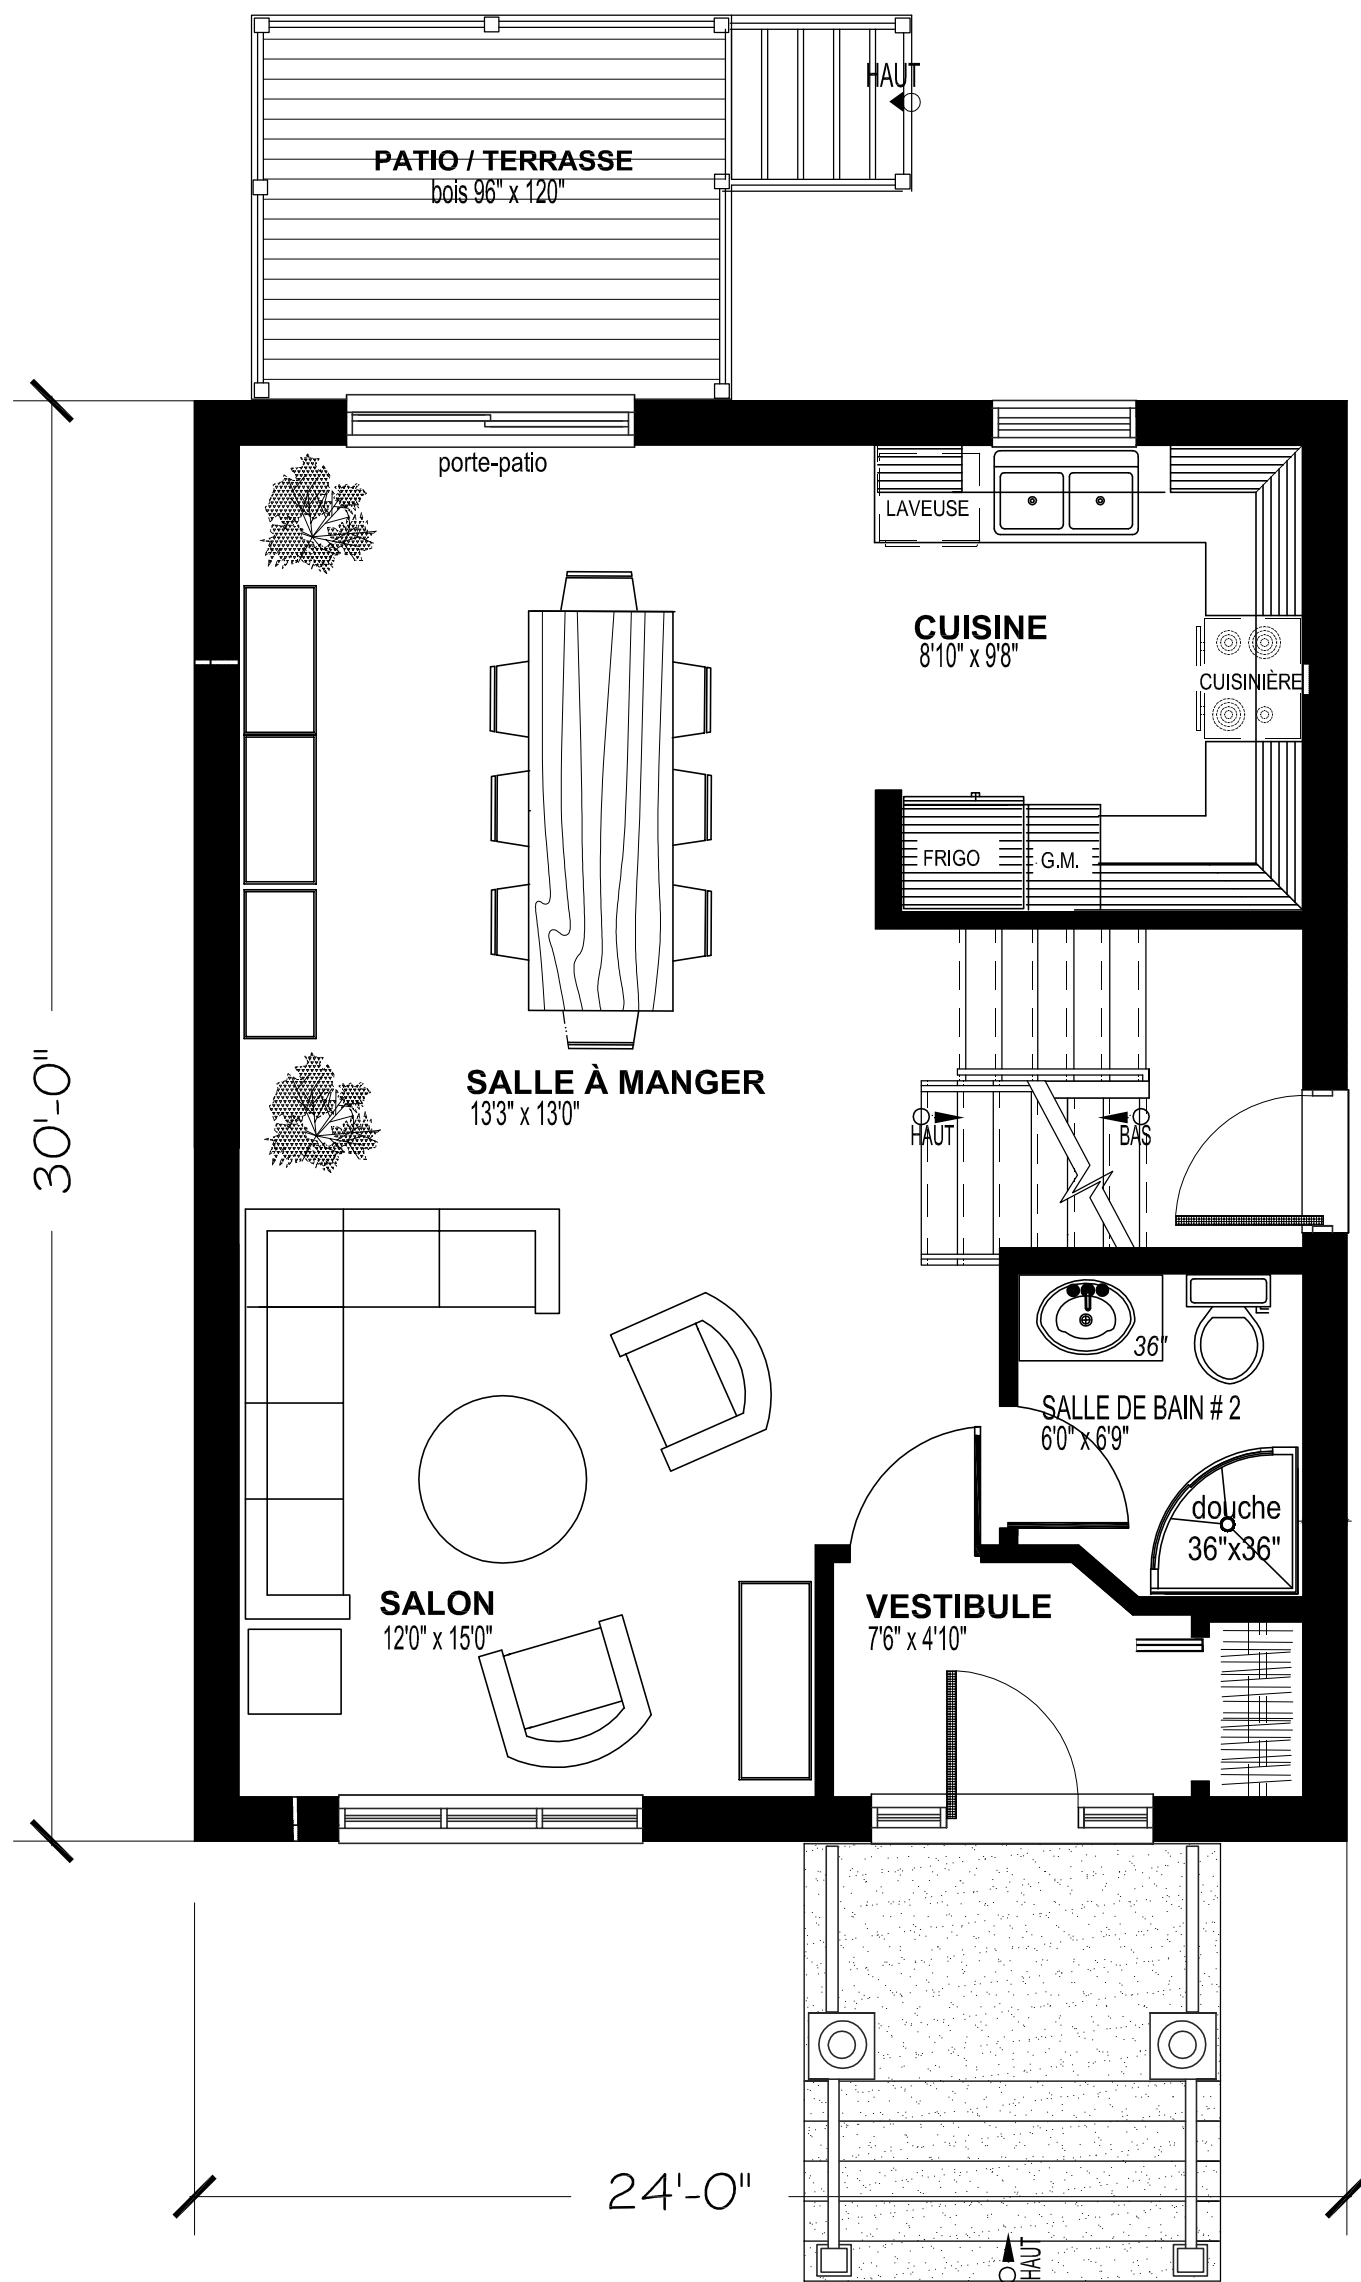 HAUT
PATIO / TERRASSE
bois 96" x 120"
porte-patio
LAVEUSE
CUISINE
8'10" x 9'8"
CUISINIÈRE
FRIGO
G.M.
30'-0"
SALLE À MANGER
13'3" x 13'0"
HAUT
BAS
36"
SALLE DE BAIN # 2
6'0" x 6'9"
douche
36"x36"
SALON
12'0" x 15'0"
VESTIBULE
7'6" x 4'10"
24'-0"
HAUT